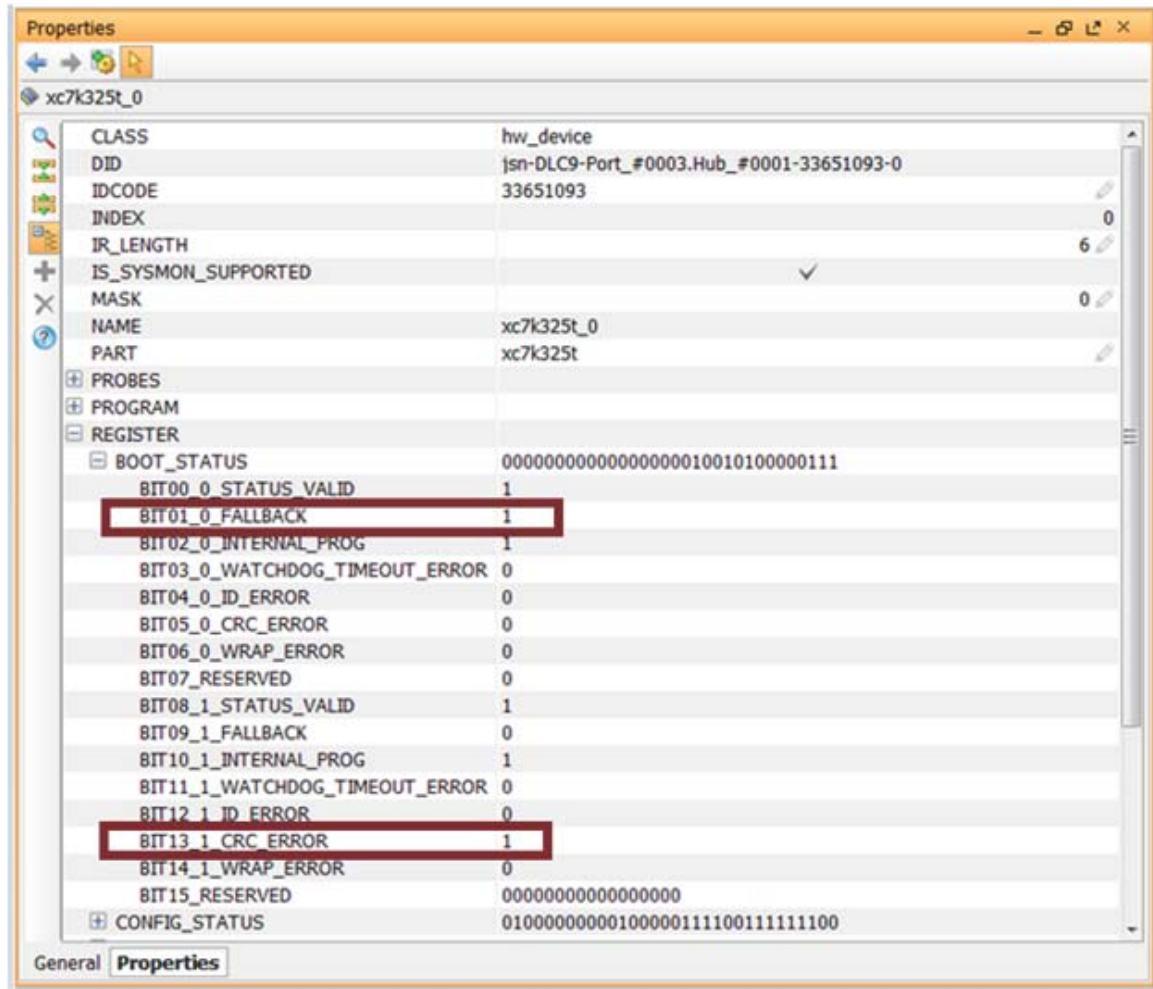 Properties
xc7k325t_0
CLASS hw_device
DID jsn-DLC9-Port_#0003.Hub_#0001-33651093-0
IDCODE 33651093
INDEX 0
IR_LENGTH 6
IS_SYSMON_SUPPORTED
MASK 0
NAME xc7k325t_0
PART xc7k325t
PROBES
PROGRAM
REGISTER
BOOT_STATUS 00000000000000000010010100000111
BIT00_0_STATUS_VALID 1
BIT01_0_FALLBACK 1
BIT02_0_INTERNAL_PROG 1
BIT03_0_WATCHDOG_TIMEOUT_ERROR 0
BIT04_0_ID_ERROR 0
BIT05_0_CRC_ERROR 0
BIT06_0_WRAP_ERROR 0
BIT07_RESERVED 0
BIT08_1_STATUS_VALID 1
BIT09_1_FALLBACK 0
BIT10_1_INTERNAL_PROG 1
BIT11_1_WATCHDOG_TIMEOUT_ERROR 0
BIT12_1_ID_ERROR 0
BIT13_1_CRC_ERROR 1
BIT14_1_WRAP_ERROR 0
BIT15_RESERVED 00000000000000000
CONFIG_STATUS 01000000000100000111100111111100
General Properties